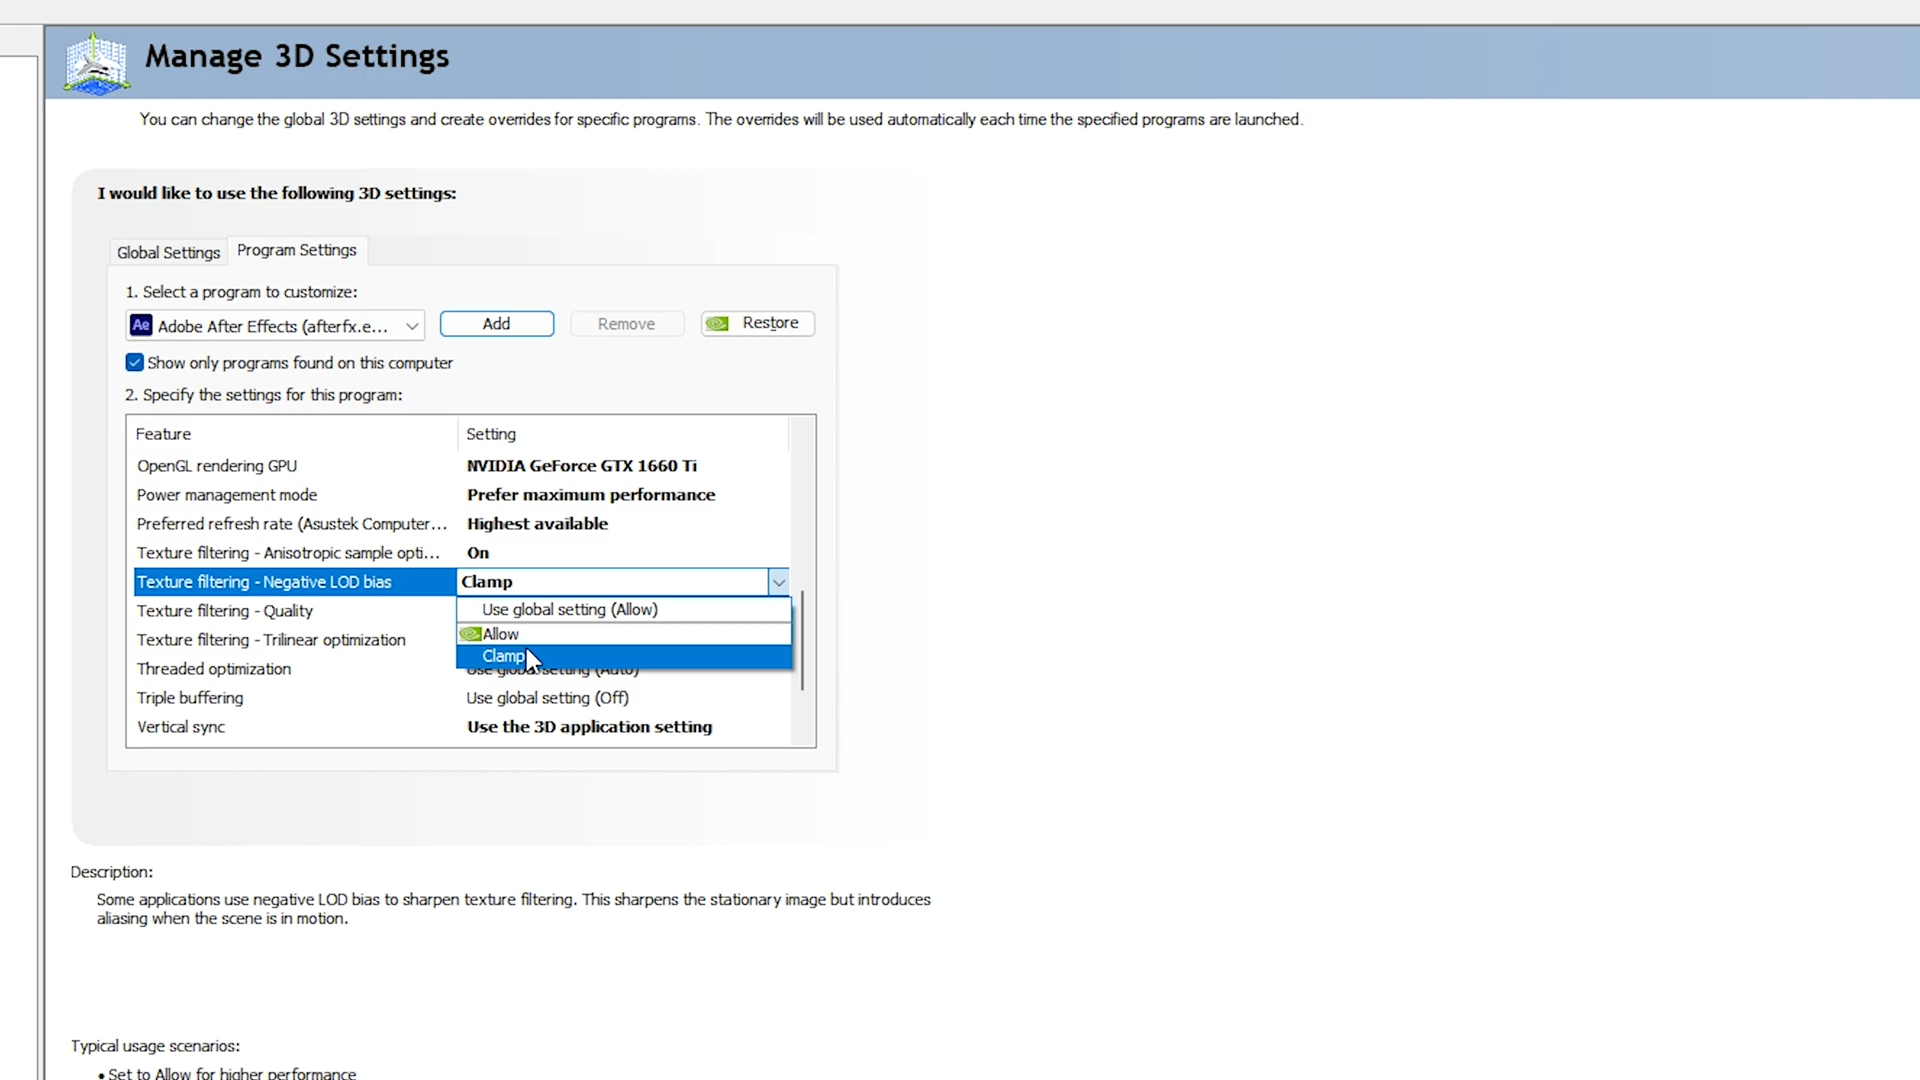 Manage 3D Settings
You can change the global 3D settings and create overrides for specific programs. The overrides will be used automatically each time the specified programs are launched.
I would like to use the following 3D settings:
Global Settings
Program Settings
1. Select a program to customize:
Ae Adobe After Effects (afterfx.e...
Add
Remove
Restore
Show only programs found on this computer
2. Specify the settings for this program:
Feature Setting
OpenGL rendering GPU NVIDIA GeForce GTX 1660 Ti
Power management mode Prefer maximum performance
Preferred refresh rate (Asustek Computer... Highest available
Texture filtering - Anisotropic sample opti... On
Texture filtering - Negative LOD bias Clamp
Use global setting (Allow)
Texture filtering - Quality
Allow
Texture filtering - Trilinear optimization
Clamp
Threaded optimization Use global setting (Auto)
Triple buffering Use global setting (Off)
Vertical sync Use the 3D application setting
Description:
Some applications use negative LOD bias to sharpen texture filtering. This sharpens the stationary image but introduces
aliasing when the scene is in motion.
Typical usage scenarios:
• Set to Allow for higher performance